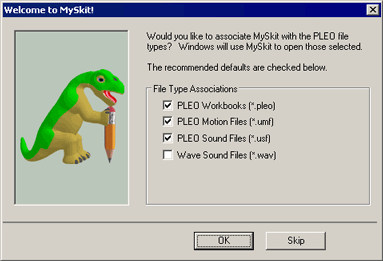 Welcome to MySkit!
Would you like to associate MySkit with the PLEO file
types?  Windows will use MySkit to open those selected.
The recommended defaults are checked below.
File Type Associations
PLEO Workbooks (*.pleo)
PLEO Motion Files (*.umf)
PLEO Sound Files (*.usf)
Wave Sound Files (*.wav)
OK
Skip